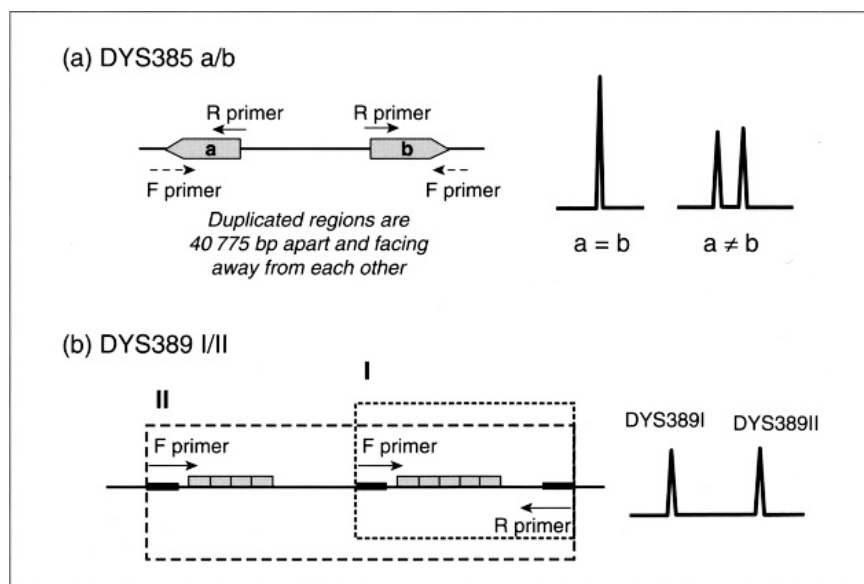 (a) DYS385 a/b
R primer
R primer
a
b
F primer
F primer
Duplicated regions are
40 775 bp apart and facing
away from each other
a = b
a ≠ b
(b) DYS389 I/II
I
II
F primer
F primer
R primer
DYS389I
DYS389II